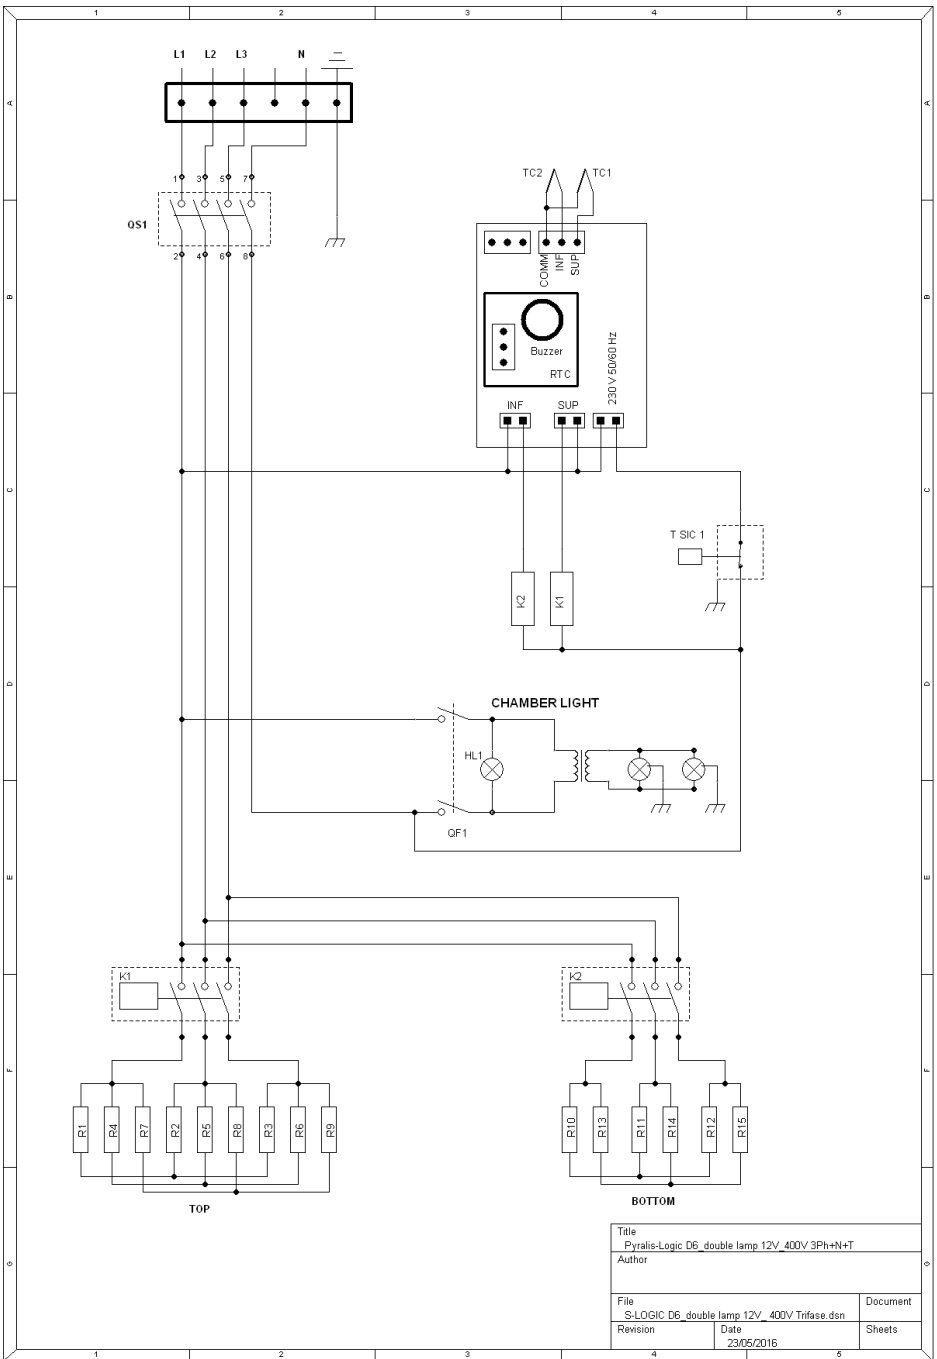 1 2 3 4 5
L1 L2 L3 N
A A
TC2 TC1
1 3 5 7
QS1
2 4 6 8
COMM
INF
SUP
B B
Buzzer
RTC
230 V 50/60 Hz
INF SUP
C C
T SIC 1
K2 K1
D D
CHAMBER LIGHT
HL1
QF1
E E
K1 K2
F F
R1 R4 R7 R2 R5 R8 R3 R6 R9
R10 R13 R11 R14 R12 R15
TOP
BOTTOM
G G
Title
Pyralis-Logic D6_double lamp 12V_400V 3Ph+N+T
Author
File Document
S-LOGIC D6_double lamp 12V_ 400V Trifase.dsn
Revision Date Sheets
23/05/2016
1 2 3 4 5